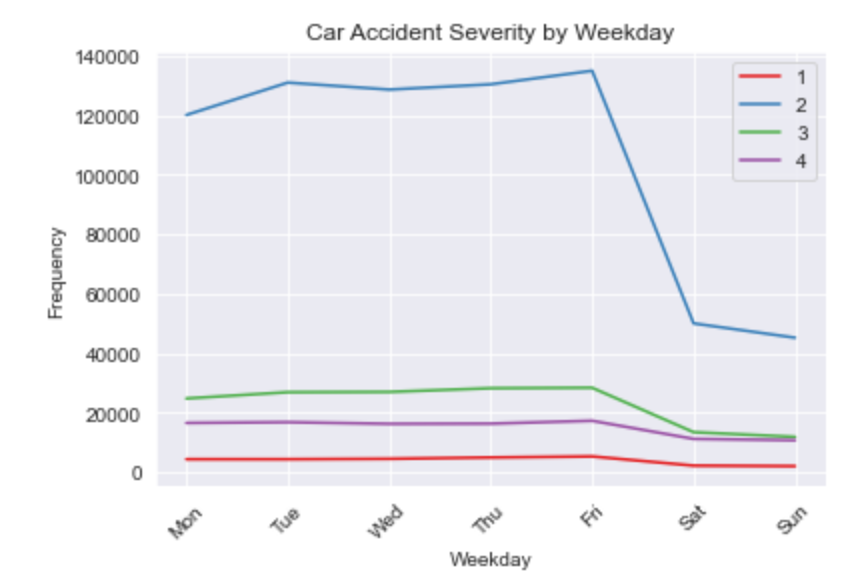 Car Accident Severity by Weekday
140000
120000
100000
80000
60000
40000
20000
0
Frequency
1
2
3
4
Mon
Tue
Wed
Thu
Fri
Sat
Sun
Weekday